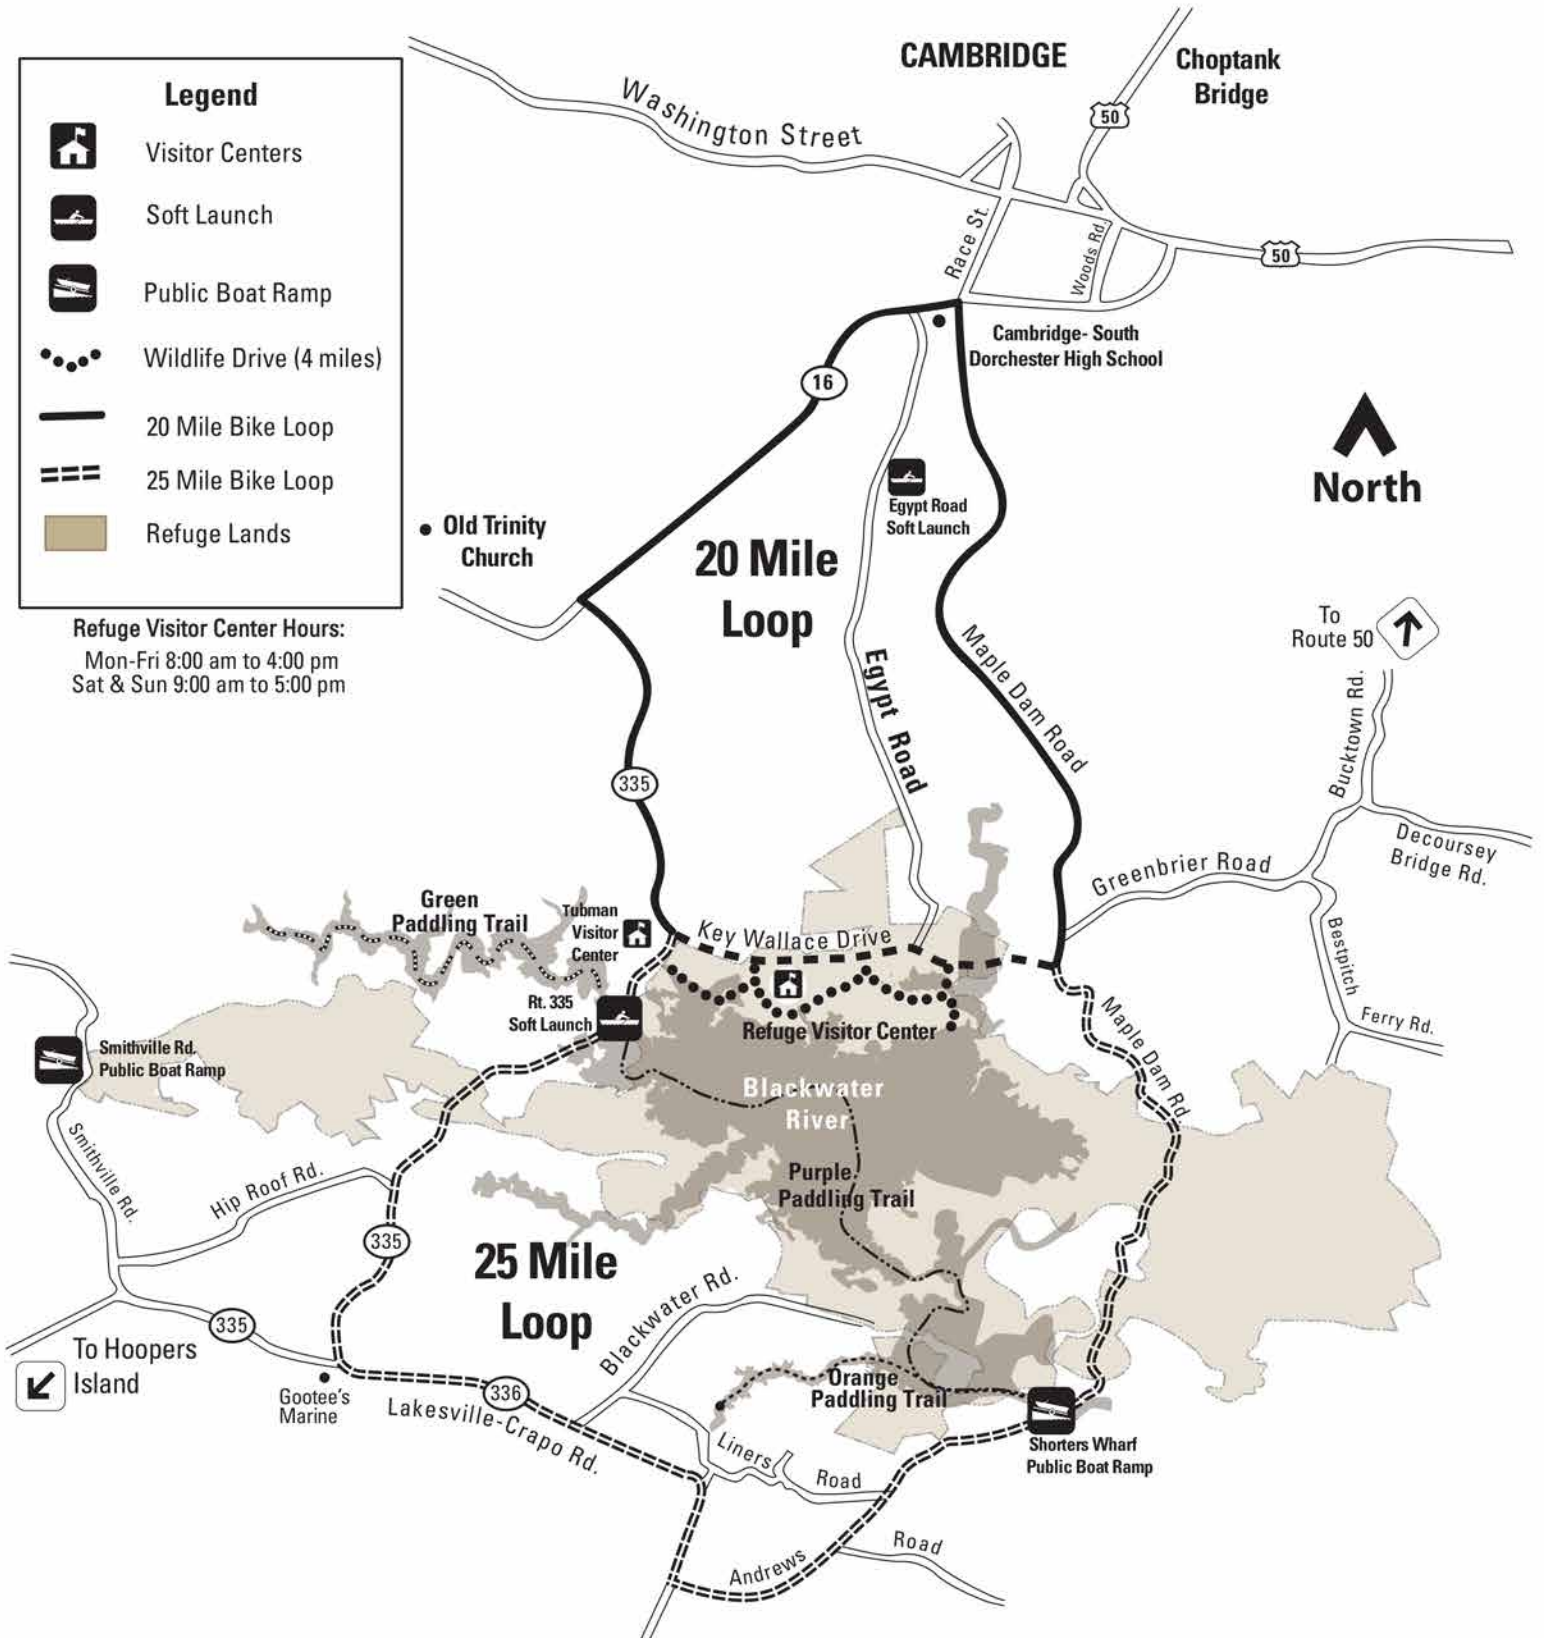 CAMBRIDGE
Choptank
Bridge
Washington Street
50
50
Race St.
Woods Rd.
Legend
Visitor Centers
Soft Launch
Public Boat Ramp
Wildlife Drive (4 miles)
20 Mile Bike Loop
25 Mile Bike Loop
Refuge Lands
Refuge Visitor Center Hours:
Mon-Fri 8:00 am to 4:00 pm
Sat & Sun 9:00 am to 5:00 pm
Cambridge- South
Dorchester High School
16
North
Egypt Road
Soft Launch
Old Trinity
Church
20 Mile
Loop
Egypt Road
Maple Dam Road
To
Route 50
Bucktown Rd.
335
Decoursey
Bridge Rd.
Greenbrier Road
Bestpitch
Ferry Rd.
Green
Paddling Trail
Tubman
Visitor
Center
Key Wallace Drive
Rt. 335
Soft Launch
Refuge Visitor Center
Maple Dam Rd.
Smithville Rd.
Public Boat Ramp
Blackwater
River
Purple
Paddling Trail
Smithville Rd.
Hip Roof Rd.
335
25 Mile
Loop
Blackwater Rd.
335
To Hoopers
Island
Gootee's
Marine
336
Lakesville-Crapo Rd.
Orange
Paddling Trail
Shorters Wharf
Public Boat Ramp
Liners Road
Andrews Road